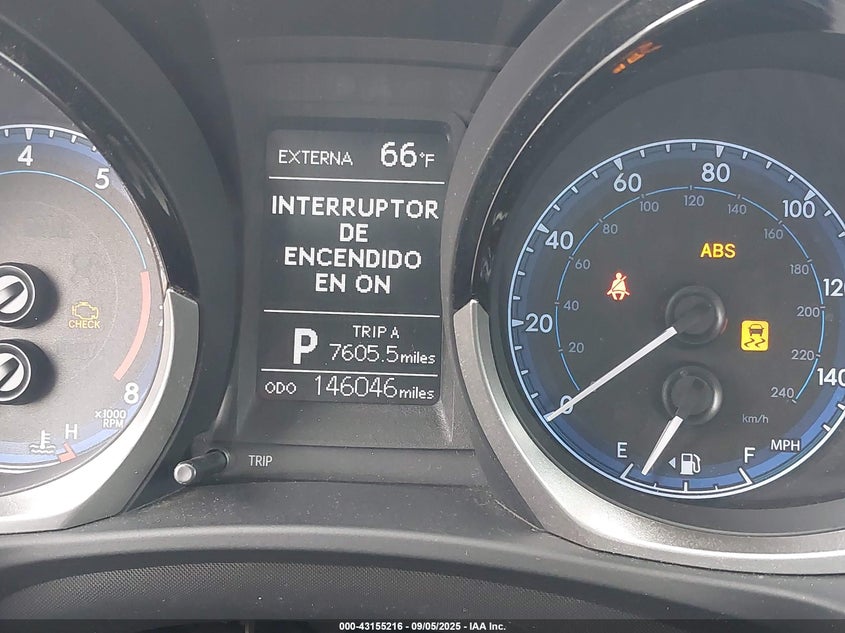 4
5
8
x1000
RPM
CHECK
H
EXTERNA 66°F
INTERRUPTOR
DE
ENCENDIDO
EN ON
P
TRIP A
7605.5 miles
ODO 146046 miles
TRIP
0
20
40
60
80
100
140
20
40
60
80
100
120
140
160
180
200
220
240
km/h
MPH
ABS
E
F
000-43155216 - 09/05/2025 - IAA Inc.